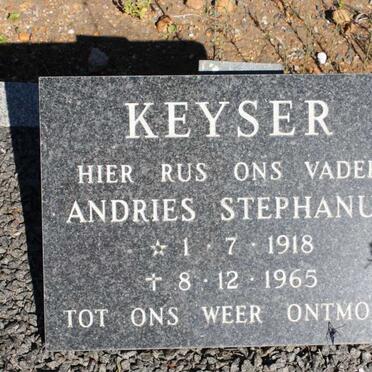 KEYSER
HIER RUS ONS VADE
ANDRIES STEPHANU
☆ 1 · 7 · 1918
✝ 8 · 12 · 1965
TOT ONS WEER ONTMO